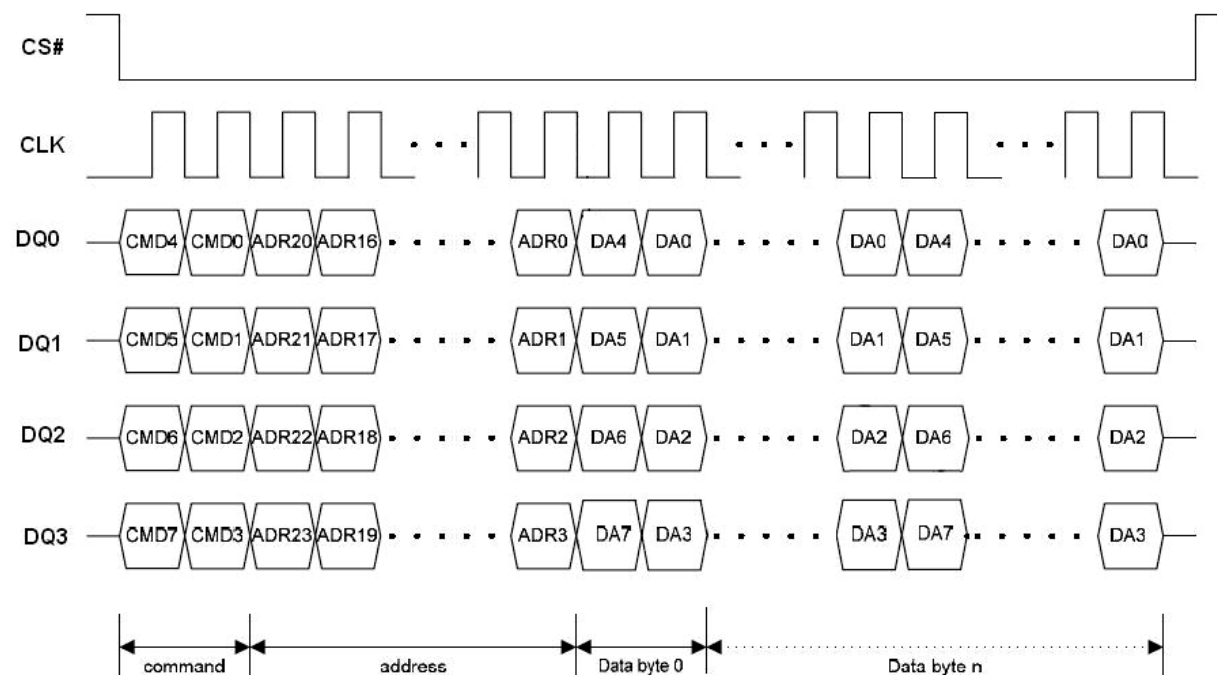 CS#
CLK
DQ0 CMD4 CMD0 ADR20 ADR16 ADR0 DA4 DA0 DA0 DA4 DA0
DQ1 CMD5 CMD1 ADR21 ADR17 ADR1 DA5 DA1 DA1 DA5 DA1
DQ2 CMD6 CMD2 ADR22 ADR18 ADR2 DA6 DA2 DA2 DA6 DA2
DQ3 CMD7 CMD3 ADR23 ADR19 ADR3 DA7 DA3 DA3 DA7 DA3
command address Data byte 0 Data byte n